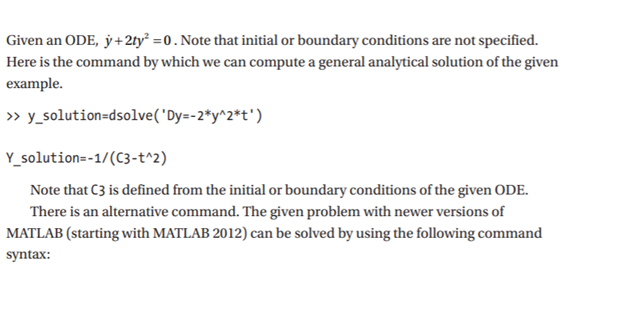 Given an ODE, ẏ+2ty² =0. Note that initial or boundary conditions are not specified.
Here is the command by which we can compute a general analytical solution of the given
example.
>> y_solution=dsolve('Dy=-2*y^2*t')
Y_solution=-1/(C3-t^2)
Note that C3 is defined from the initial or boundary conditions of the given ODE.
There is an alternative command. The given problem with newer versions of
MATLAB (starting with MATLAB 2012) can be solved by using the following command
syntax: